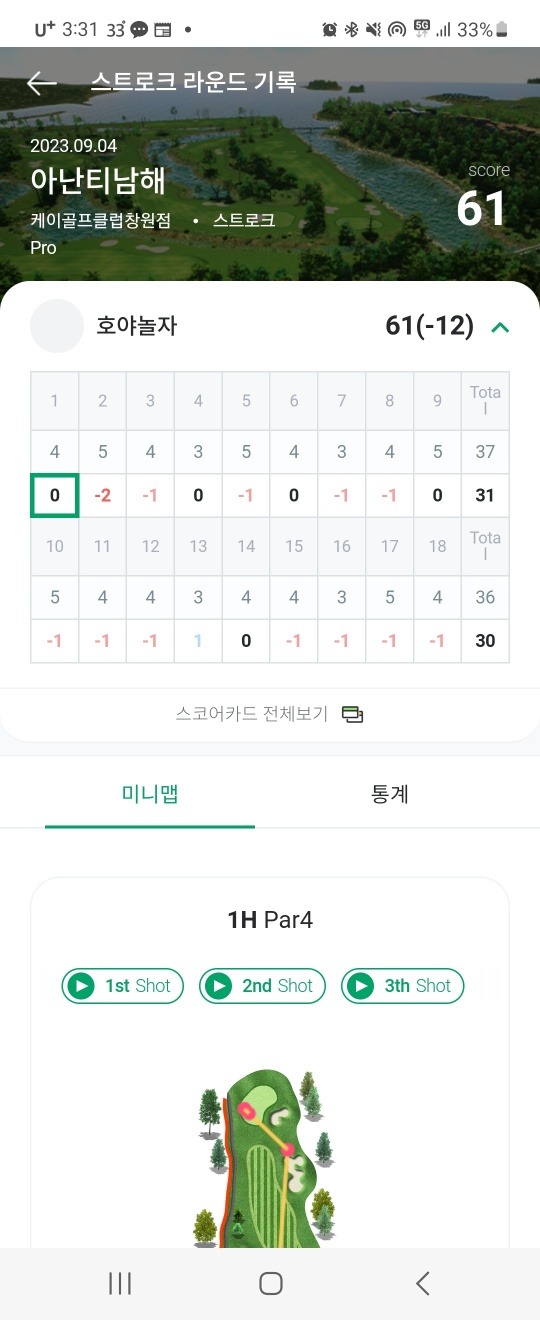 U+ 3:31 33° 33%
5G
스트로크 라운드 기록
2023.09.04
아난티남해
케이골프클럽창원점 • 스트로크
Pro
score
61
호야놀자 61(-12)
1 2 3 4 5 6 7 8 9 Tota
l
4 5 4 3 5 4 3 4 5 37
0 -2 -1 0 -1 0 -1 -1 0 31
10 11 12 13 14 15 16 17 18 Tota
l
5 4 4 3 4 4 3 5 4 36
-1 -1 -1 1 0 -1 -1 -1 -1 30
스코어카드 전체보기
미니맵 통계
1H Par4
1st Shot 2nd Shot 3th Shot